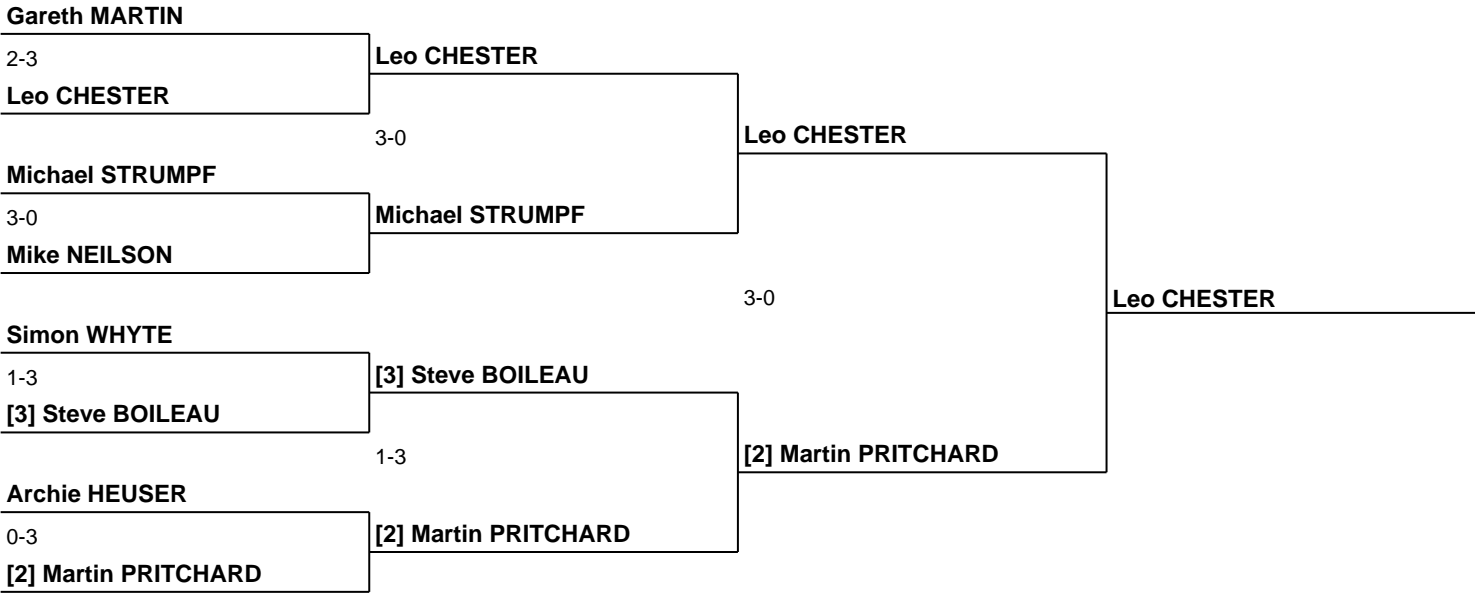 Gareth MARTIN
2-3
Leo CHESTER
Leo CHESTER
3-0
Leo CHESTER
Michael STRUMPF
3-0
Michael STRUMPF
Mike NEILSON
3-0
Leo CHESTER
Simon WHYTE
1-3
[3] Steve BOILEAU
[3] Steve BOILEAU
1-3
[2] Martin PRITCHARD
Archie HEUSER
0-3
[2] Martin PRITCHARD
[2] Martin PRITCHARD